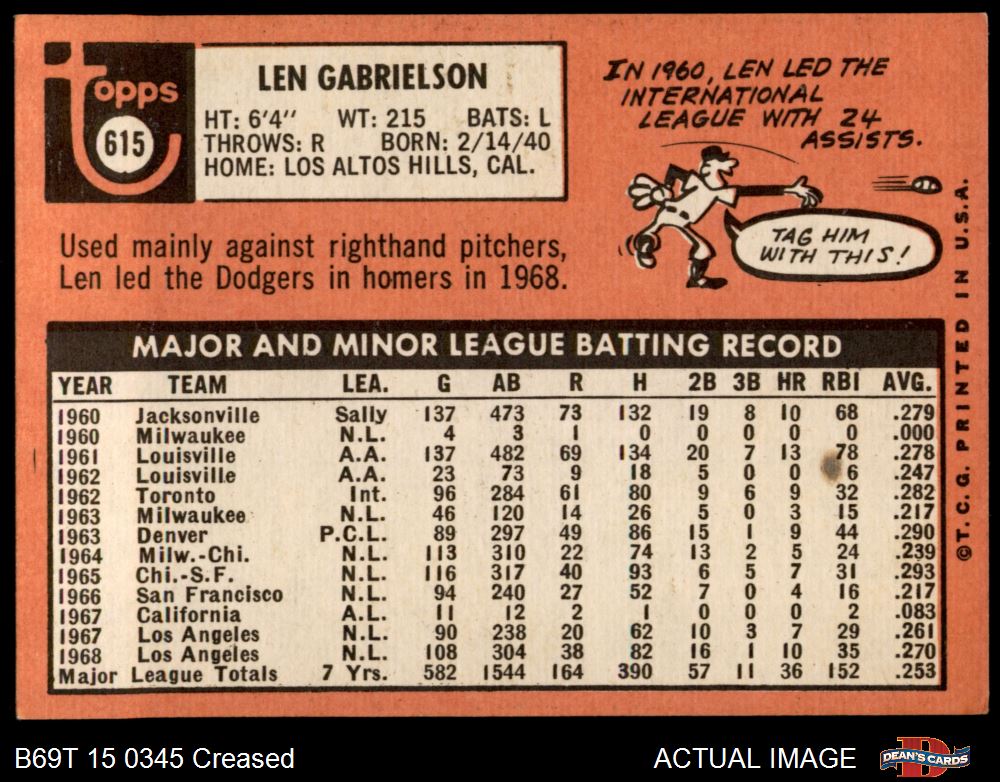 topps
615
LEN GABRIELSON
HT: 6'4" WT: 215 BATS: L
THROWS: R BORN: 2/14/40
HOME: LOS ALTOS HILLS, CAL.
IN 1960, LEN LED THE
INTERNATIONAL
LEAGUE WITH 24
ASSISTS.
TAG HIM
WITH THIS!
Used mainly against righthand pitchers,
Len led the Dodgers in homers in 1968.
MAJOR AND MINOR LEAGUE BATTING RECORD
YEAR TEAM LEA. G AB R H 2B 3B HR RBI AVG.
1960 Jacksonville Sally 137 473 73 132 19 8 10 68 .279
1960 Milwaukee N.L. 4 3 1 0 0 0 0 0 .000
1961 Louisville A.A. 137 482 69 134 20 7 13 78 .278
1962 Louisville A.A. 23 73 9 18 5 0 0 6 .247
1962 Toronto Int. 96 284 61 80 9 6 9 32 .282
1963 Milwaukee N.L. 46 120 14 26 5 0 3 15 .217
1963 Denver P.C.L. 89 297 49 86 15 1 9 44 .290
1964 Milw.-Chi. N.L. 113 310 22 74 13 2 5 24 .239
1965 Chi.-S.F. N.L. 116 317 40 93 6 5 7 31 .293
1966 San Francisco N.L. 94 240 27 52 7 0 4 16 .217
1967 California A.L. 11 12 2 1 0 0 0 2 .083
1967 Los Angeles N.L. 90 238 20 62 10 3 7 29 .261
1968 Los Angeles N.L. 108 304 38 82 16 1 10 35 .270
Major League Totals 7 Yrs. 582 1544 164 390 57 11 36 152 .253
©T.C.G. PRINTED IN U.S.A.
B69T 15 0345 Creased
ACTUAL IMAGE
DEAN'S CARDS